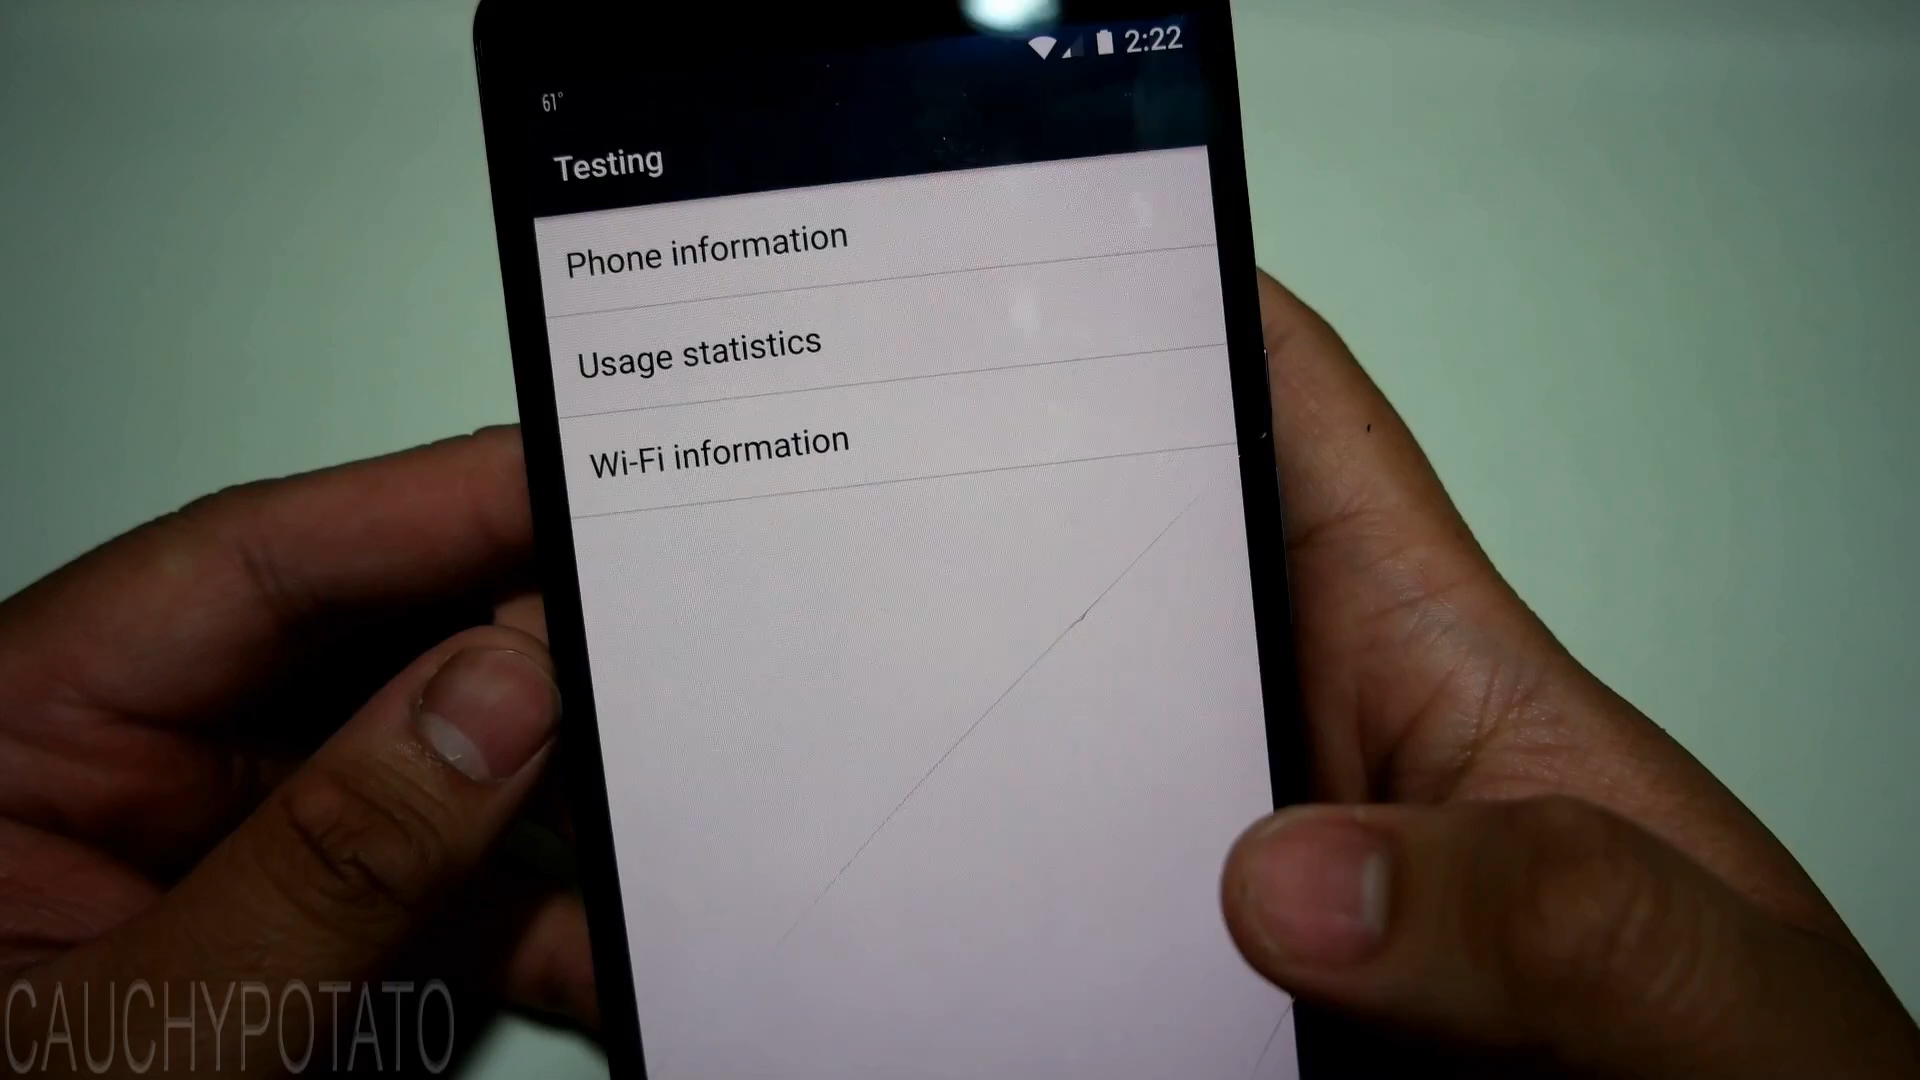 2:22
61°
Testing
Phone information
Usage statistics
Wi-Fi information
CAUCHYPOTATO